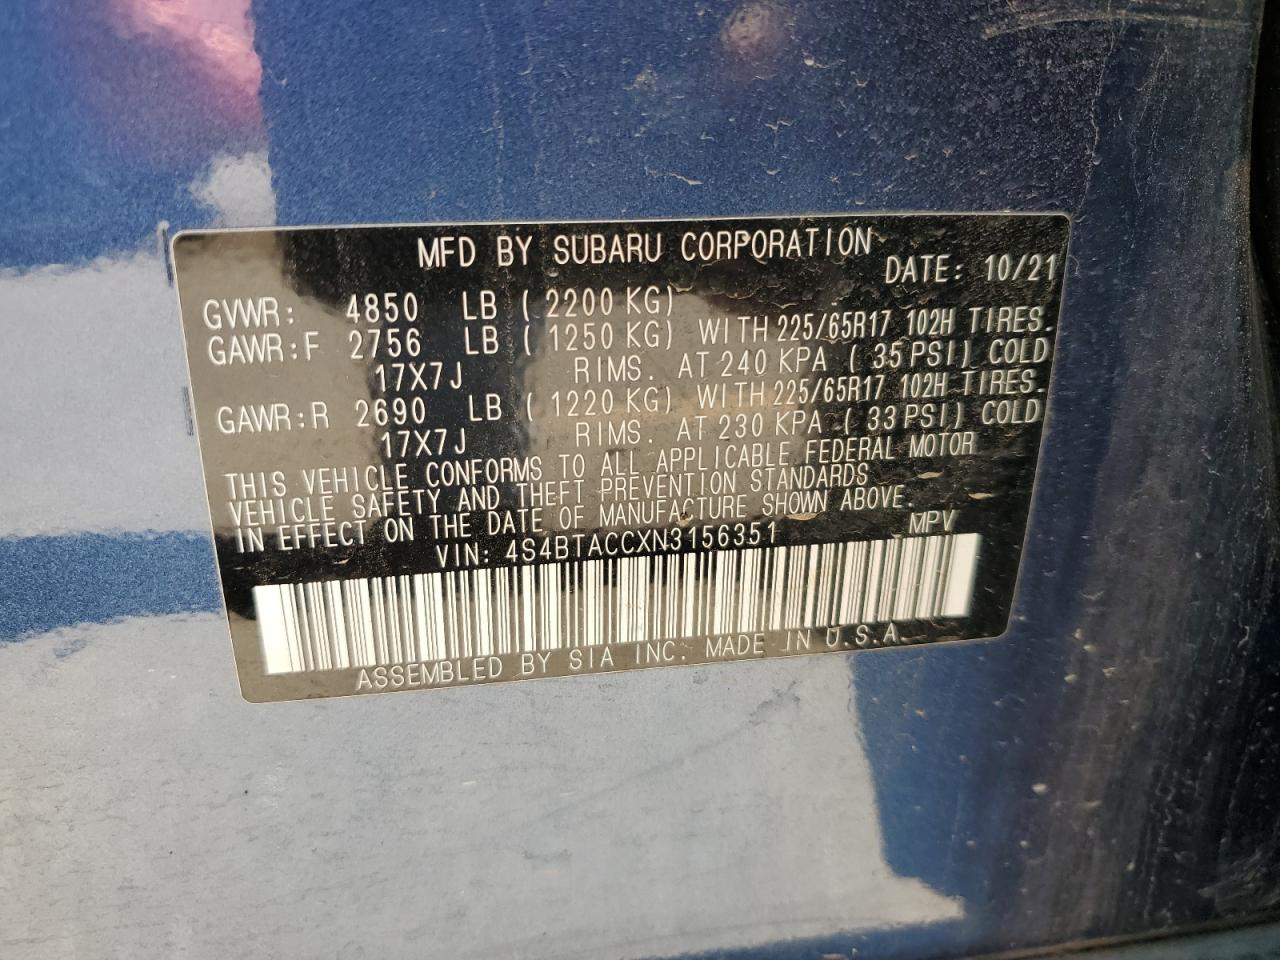 MFD BY SUBARU CORPORATION
DATE: 10/21
GVWR: 4850 LB ( 2200 KG)
GAWR:F 2756 LB ( 1250 KG) WITH 225/65R17 102H TIRES.
17X7J RIMS. AT 240 KPA ( 35 PSI) COLD
GAWR:R 2690 LB ( 1220 KG) WITH 225/65R17 102H TIRES.
17X7J RIMS. AT 230 KPA ( 33 PSI) COLD
THIS VEHICLE CONFORMS TO ALL APPLICABLE FEDERAL MOTOR
VEHICLE SAFETY AND THEFT PREVENTION STANDARDS
IN EFFECT ON THE DATE OF MANUFACTURE SHOWN ABOVE.
VIN: 4S4BTACCXN3156351 MPV
ASSEMBLED BY SIA INC. MADE IN U.S.A.